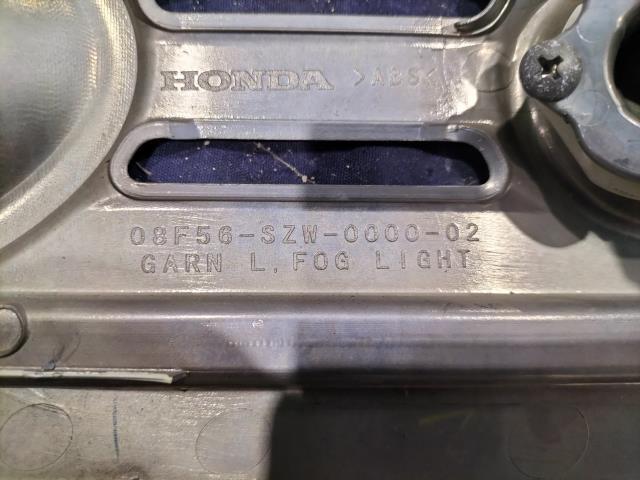 HONDA >ABS<
08F56-SZW-0000-02
GARN L, FOG LIGHT